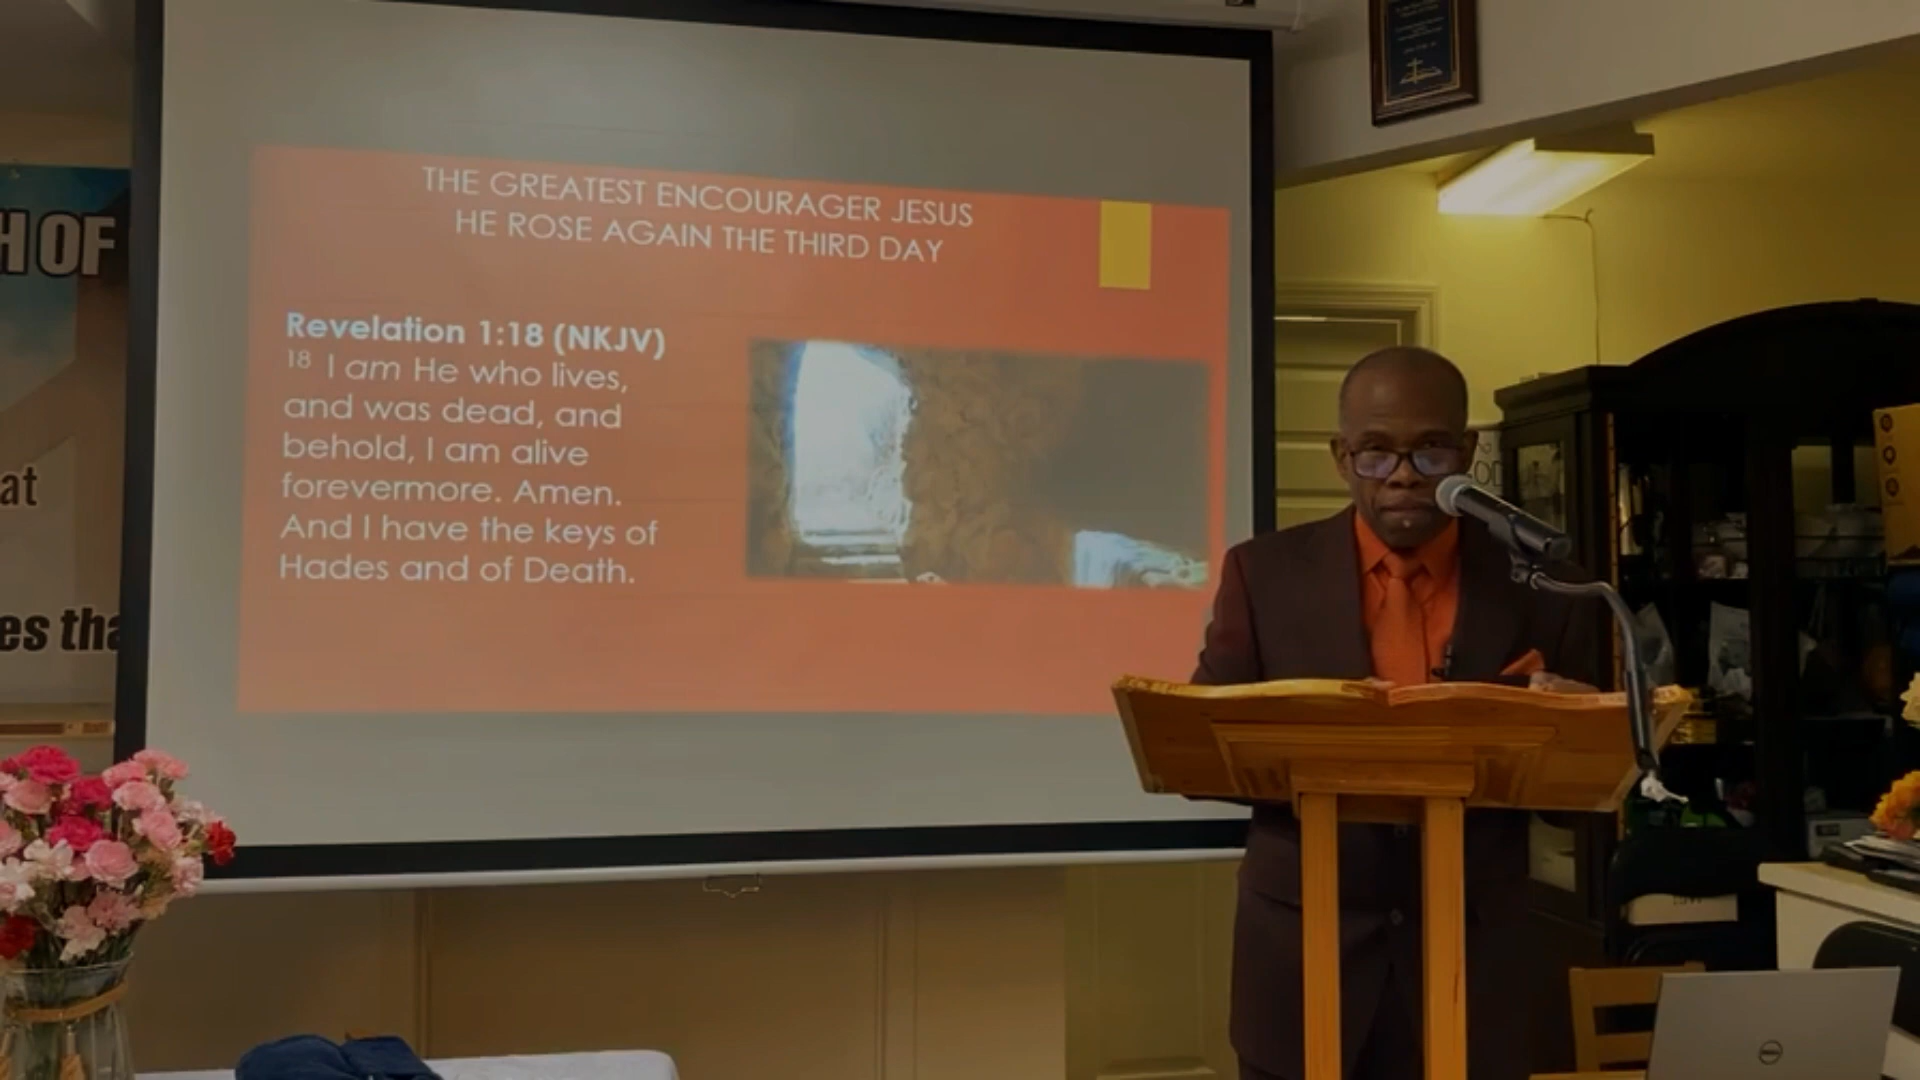 THE GREATEST ENCOURAGER JESUS
HE ROSE AGAIN THE THIRD DAY
Revelation 1:18 (NKJV)
18 I am He who lives,
and was dead, and
behold, I am alive
forevermore. Amen.
And I have the keys of
Hades and of Death.
H OF
at
es tha
DELL